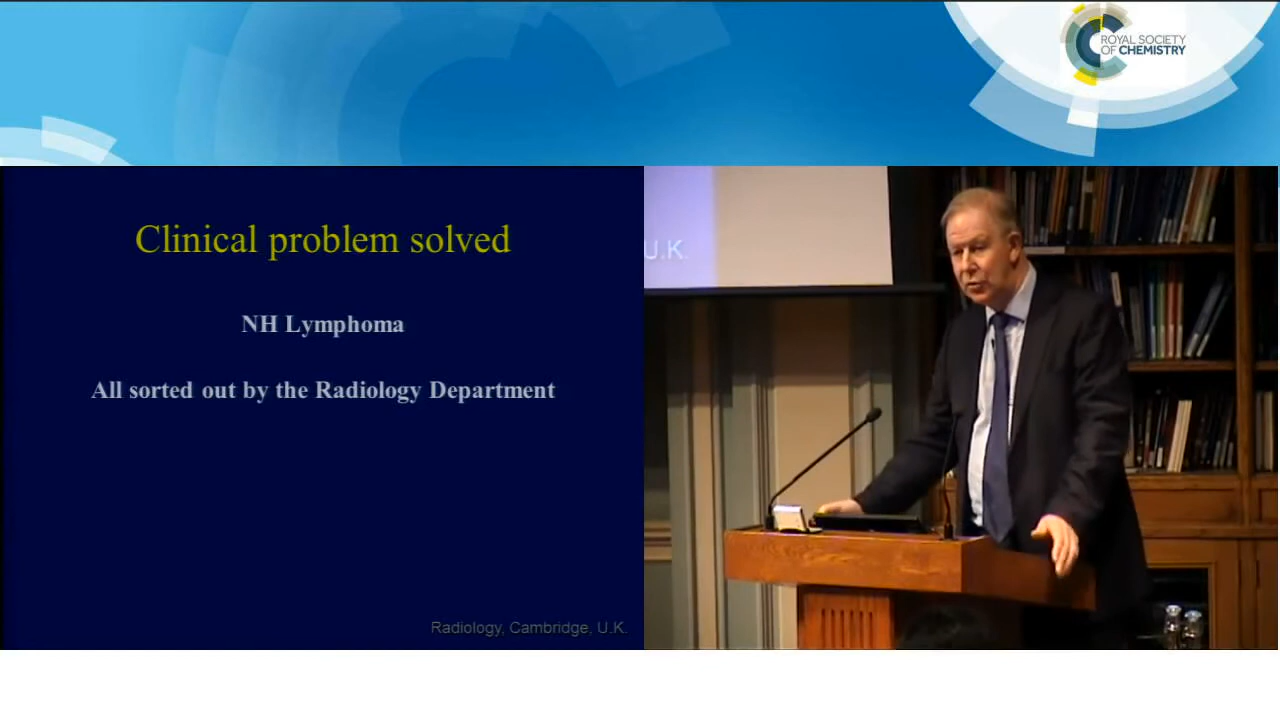 ROYAL SOCIETY
OF CHEMISTRY
Clinical problem solved
NH Lymphoma
All sorted out by the Radiology Department
Radiology, Cambridge, U.K.
U.K.